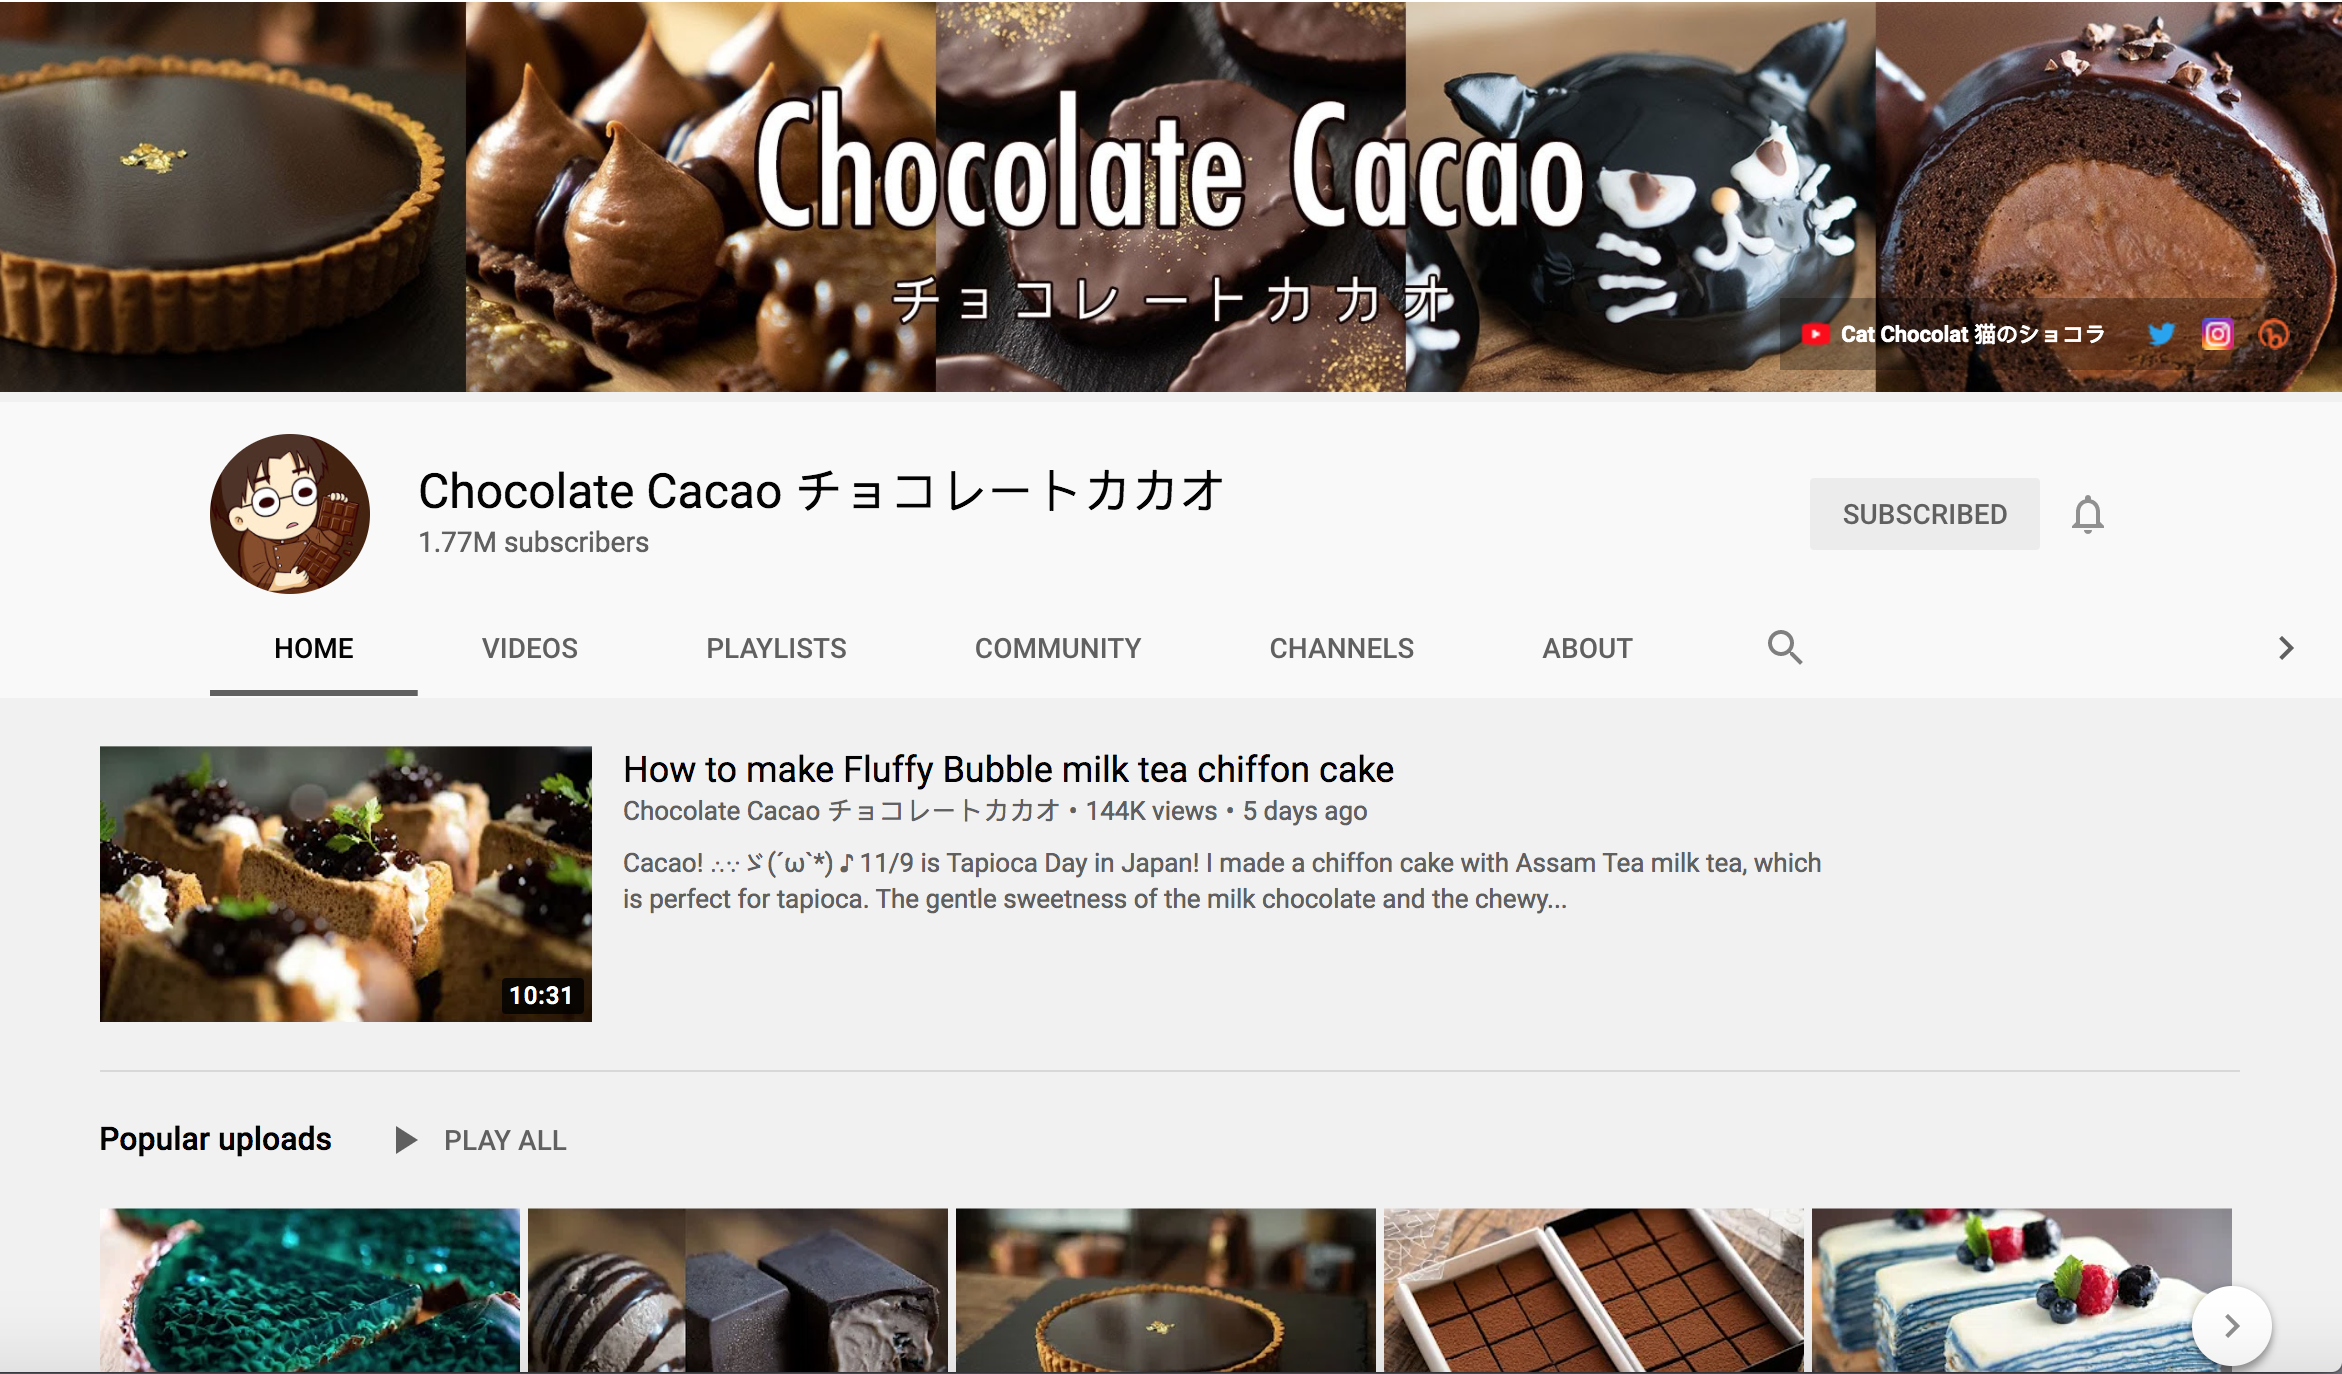 Chocolate Cacao
チョコレートカカオ
Cat Chocolat 猫のショコラ
Chocolate Cacao チョコレートカカオ
1.77M subscribers
SUBSCRIBED
HOME VIDEOS PLAYLISTS COMMUNITY CHANNELS ABOUT
How to make Fluffy Bubble milk tea chiffon cake
Chocolate Cacao チョコレートカカオ • 144K views • 5 days ago
Cacao! ∴∵ゞ(´ω`*)♪ 11/9 is Tapioca Day in Japan! I made a chiffon cake with Assam Tea milk tea, which
is perfect for tapioca. The gentle sweetness of the milk chocolate and the chewy...
10:31
Popular uploads PLAY ALL